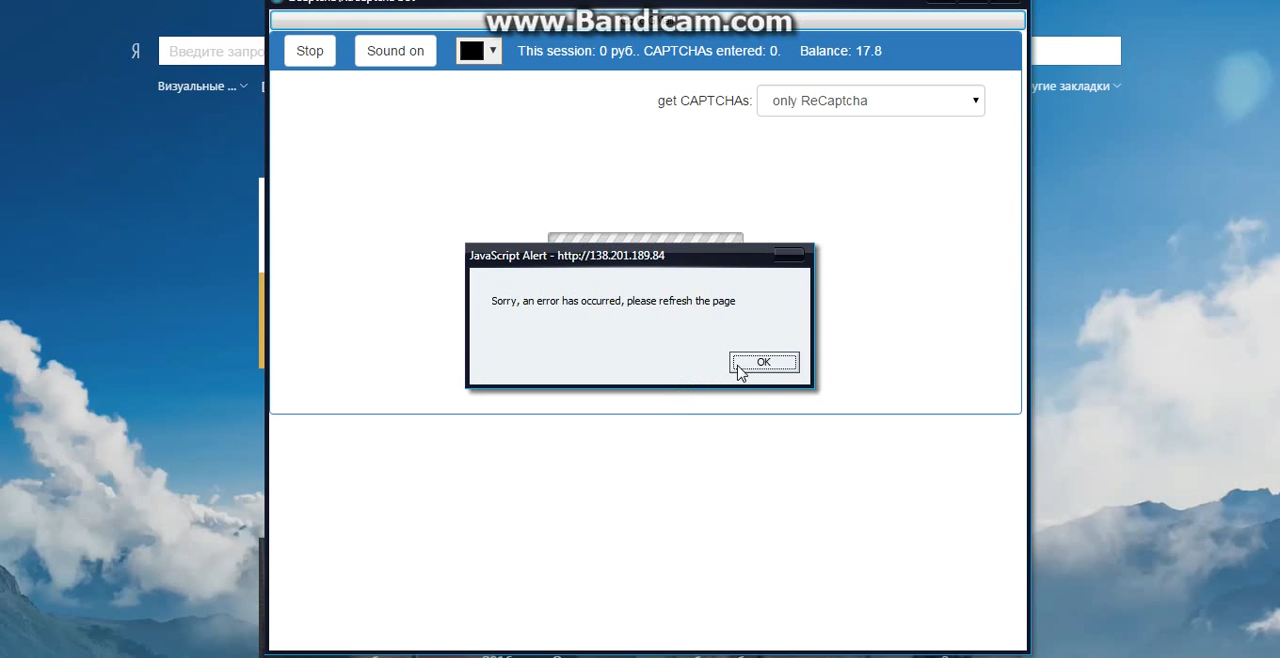 www.Bandicam.com
Я Введите запро
Stop
Sound on
This session: 0 руб.. CAPTCHAs entered: 0. Balance: 17.8
Визуальные ...
угие закладки
get CAPTCHAs: only ReCaptcha
JavaScript Alert - http://138.201.189.84
Sorry, an error has occurred, please refresh the page
OK